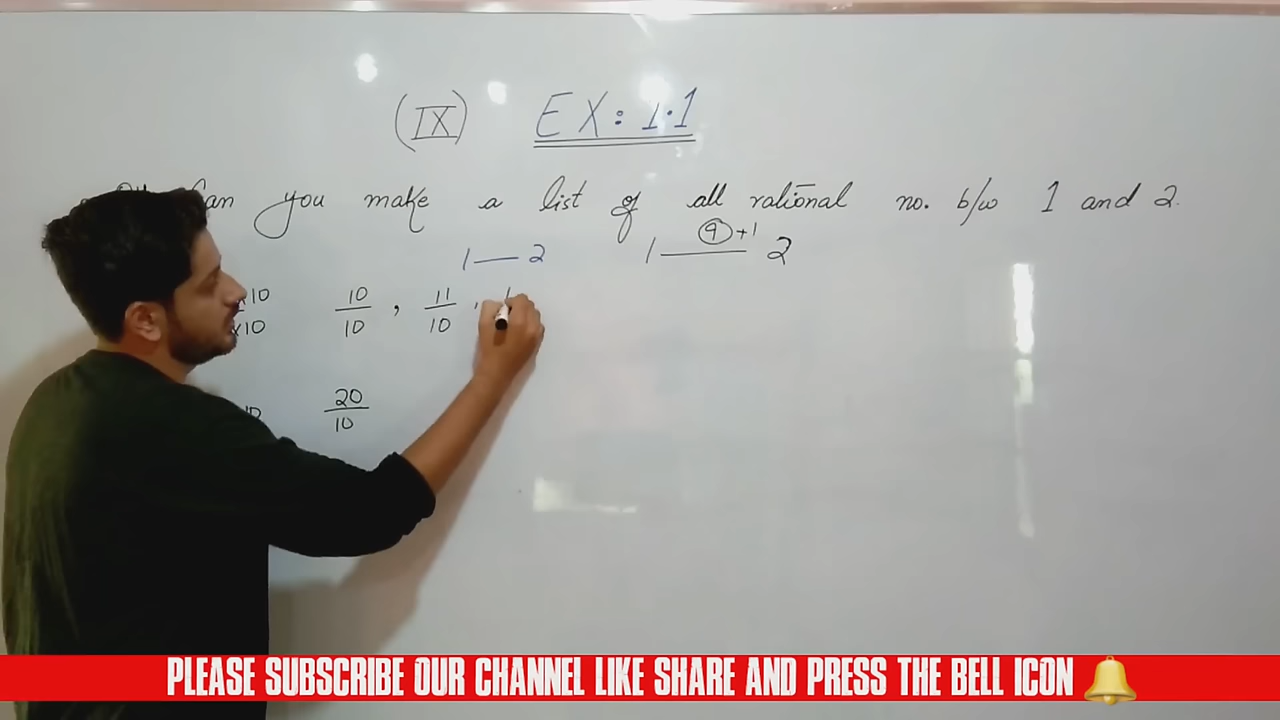 (IX) EX: 1.1
Can you make a list of all rational no. b/w 1 and 2.
1 — 2 1 — 2
9 +1
x10 10/10 , 11/10 ,
x10
20/10
PLEASE SUBSCRIBE OUR CHANNEL LIKE SHARE AND PRESS THE BELL ICON